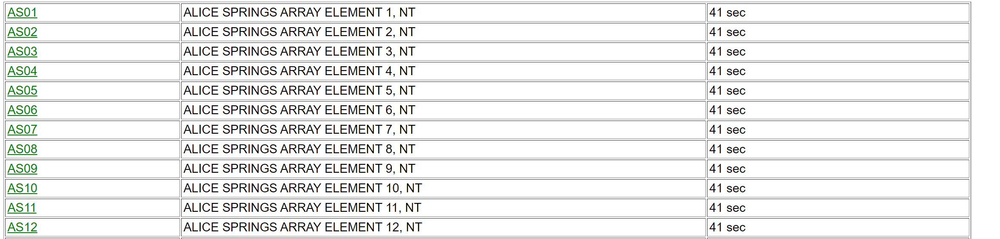 AS01 ALICE SPRINGS ARRAY ELEMENT 1, NT 41 sec
AS02 ALICE SPRINGS ARRAY ELEMENT 2, NT 41 sec
AS03 ALICE SPRINGS ARRAY ELEMENT 3, NT 41 sec
AS04 ALICE SPRINGS ARRAY ELEMENT 4, NT 41 sec
AS05 ALICE SPRINGS ARRAY ELEMENT 5, NT 41 sec
AS06 ALICE SPRINGS ARRAY ELEMENT 6, NT 41 sec
AS07 ALICE SPRINGS ARRAY ELEMENT 7, NT 41 sec
AS08 ALICE SPRINGS ARRAY ELEMENT 8, NT 41 sec
AS09 ALICE SPRINGS ARRAY ELEMENT 9, NT 41 sec
AS10 ALICE SPRINGS ARRAY ELEMENT 10, NT 41 sec
AS11 ALICE SPRINGS ARRAY ELEMENT 11, NT 41 sec
AS12 ALICE SPRINGS ARRAY ELEMENT 12, NT 41 sec